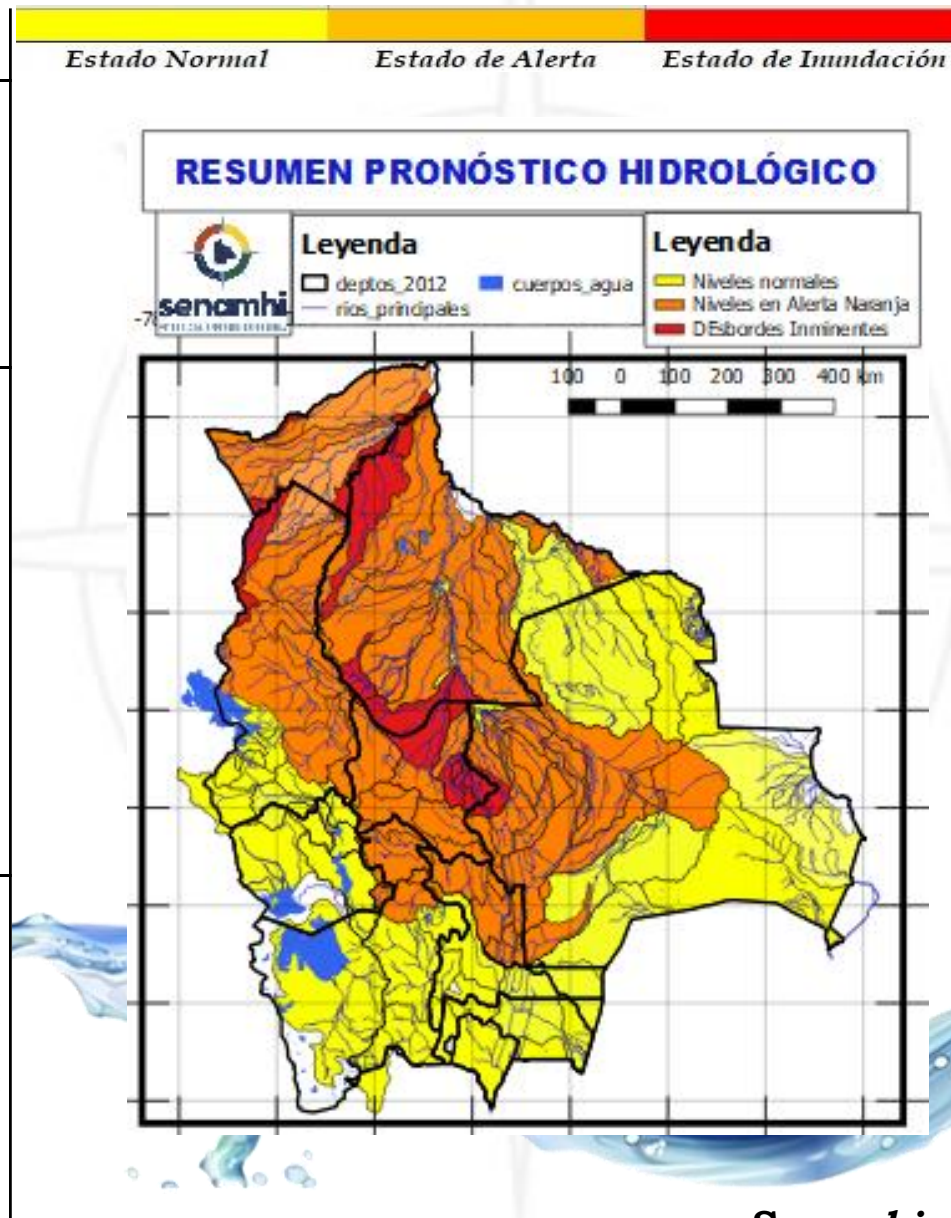 Estado Normal Estado de Alerta Estado de Inundación
RESUMEN PRONÓSTICO HIDROLÓGICO
senamhi
Leyenda
deptos_2012 cuerpos_agua
rios_principales
Leyenda
Niveles normales
Niveles en Alerta Naranja
DEsbordes Inminentes
100 0 100 200 300 400 km